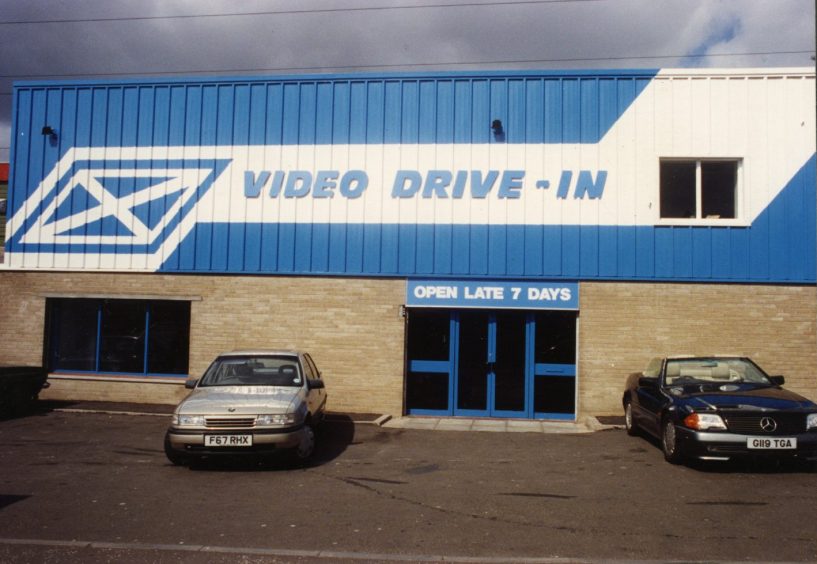 VIDEO DRIVE-IN
OPEN LATE 7 DAYS
F67 RHX
G119 TGA